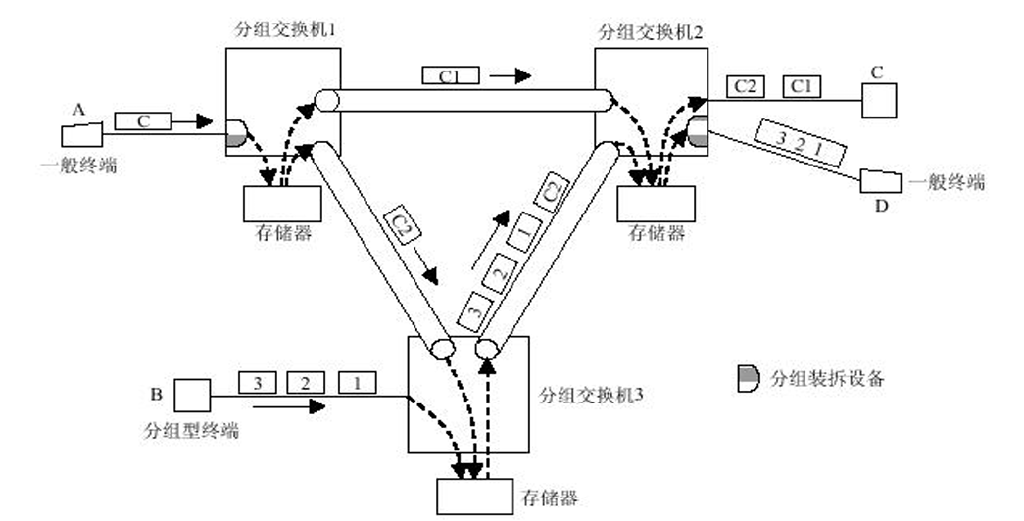 分组交换机1
分组交换机2
C1
C2
C1
C
A
C
一般终端
3 2 1
一般终端
D
存储器
存储器
C2
C2
1
2
3
B
3
2
1
分组型终端
分组交换机3
分组装拆设备
存储器